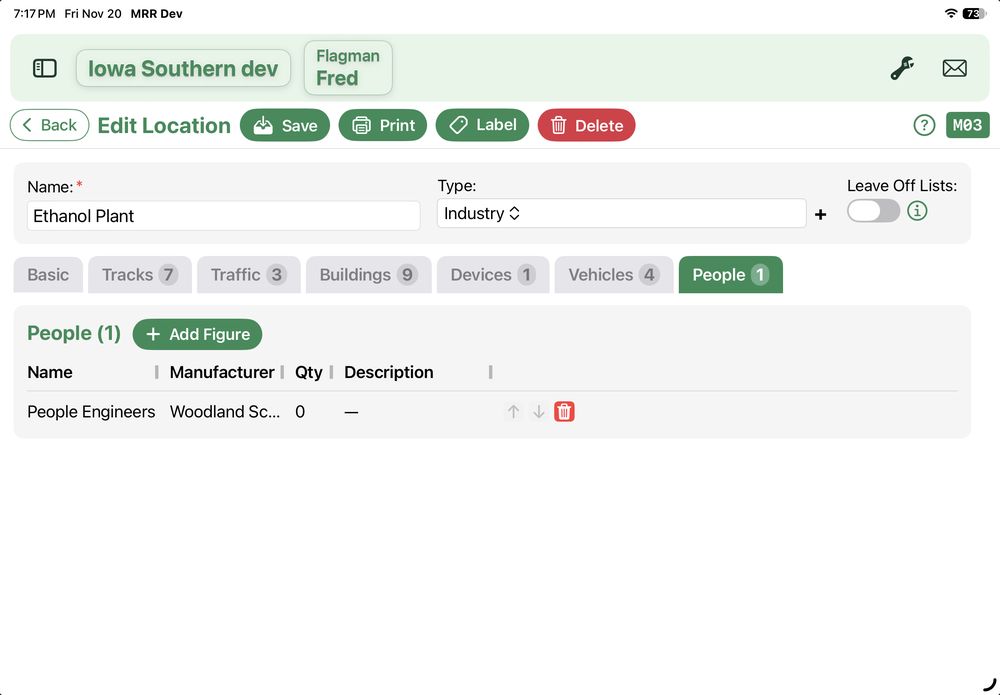 7:17 PM Fri Nov 20 MRR Dev 73
Iowa Southern dev
Flagman
Fred
Back Edit Location Save Print Label Delete ? M03
Name:* Type: Leave Off Lists:
Ethanol Plant Industry + i
Basic Tracks 7 Traffic 3 Buildings 9 Devices 1 Vehicles 4 People 1
People (1) + Add Figure
Name Manufacturer Qty Description
People Engineers Woodland Sc... 0 —